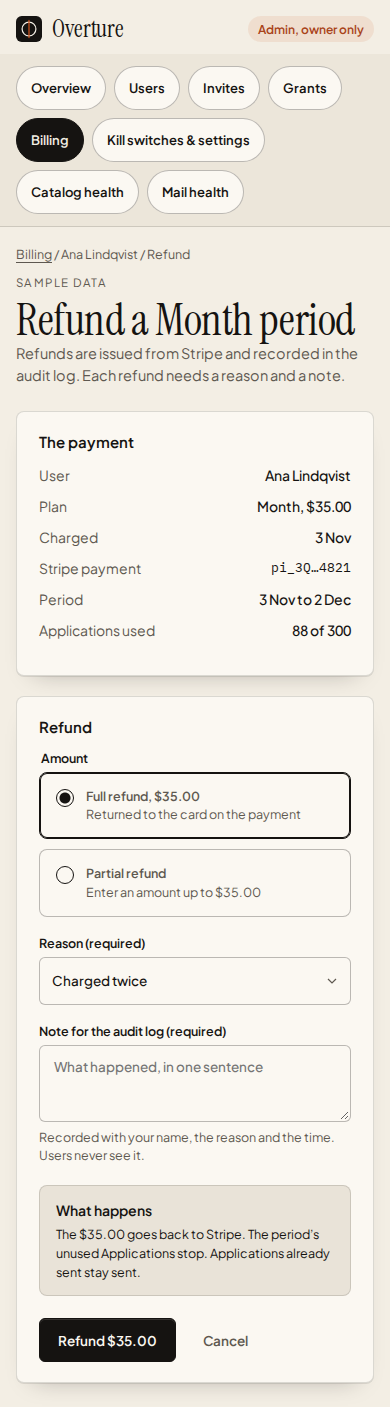 Overture
Admin, owner only
Overview
Users
Invites
Grants
Billing
Kill switches & settings
Catalog health
Mail health
Billing / Ana Lindqvist / Refund
SAMPLE DATA
Refund a Month period
Refunds are issued from Stripe and recorded in the
audit log. Each refund needs a reason and a note.
The payment
User
Ana Lindqvist
Plan
Month, $35.00
Charged
3 Nov
Stripe payment
pi_3Q…4821
Period
3 Nov to 2 Dec
Applications used
88 of 300
Refund
Amount
Full refund, $35.00
Returned to the card on the payment
Partial refund
Enter an amount up to $35.00
Reason (required)
Charged twice
Note for the audit log (required)
What happened, in one sentence
Recorded with your name, the reason and the time.
Users never see it.
What happens
The $35.00 goes back to Stripe. The period's
unused Applications stop. Applications already
sent stay sent.
Refund $35.00
Cancel